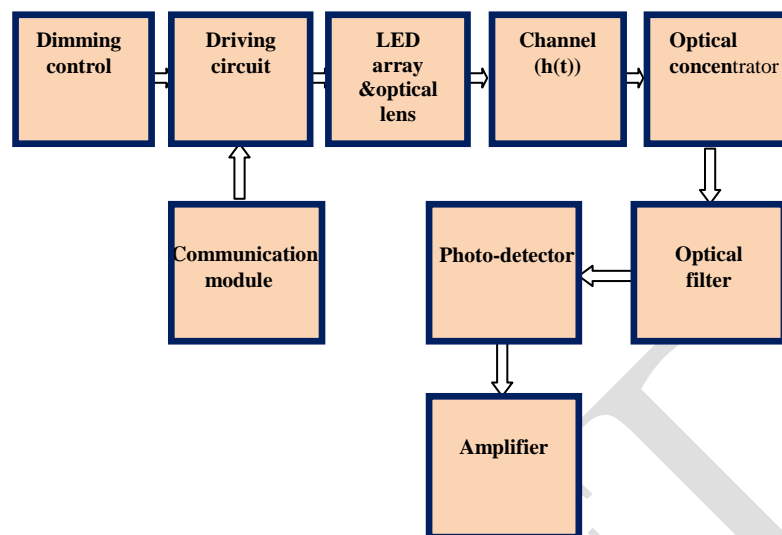 Dimming
control
Driving
circuit
LED
array
&optical
lens
Channel
(h(t))
Optical
concentrator
Communication
module
Photo-detector
Optical
filter
Amplifier